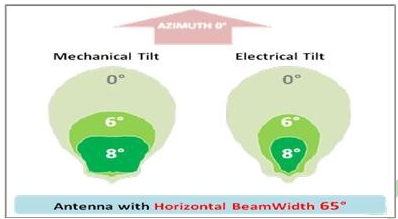 AZIMUTH 0°
Mechanical Tilt Electrical Tilt
0° 0°
6° 6°
8° 8°
Antenna with Horizontal BeamWidth 65°